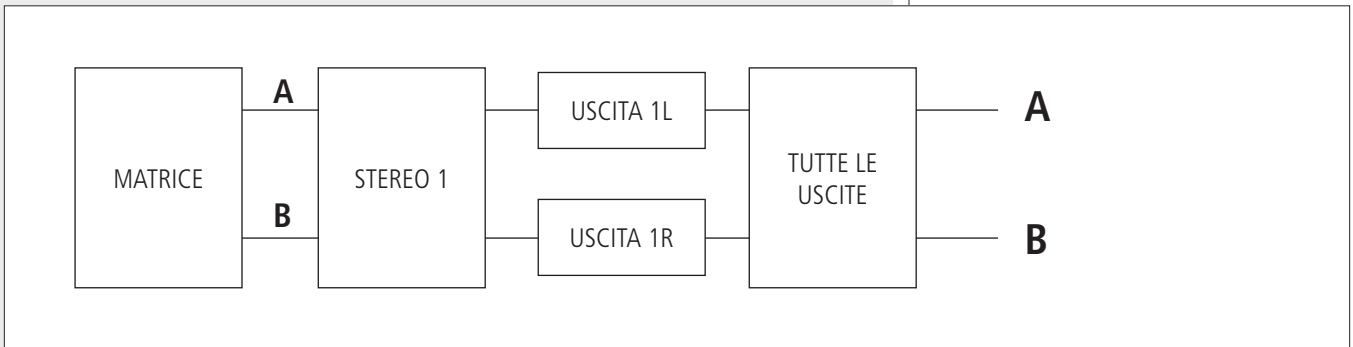 A
B
MATRICE
STEREO 1
USCITA 1L
USCITA 1R
TUTTE LE
USCITE
A
B